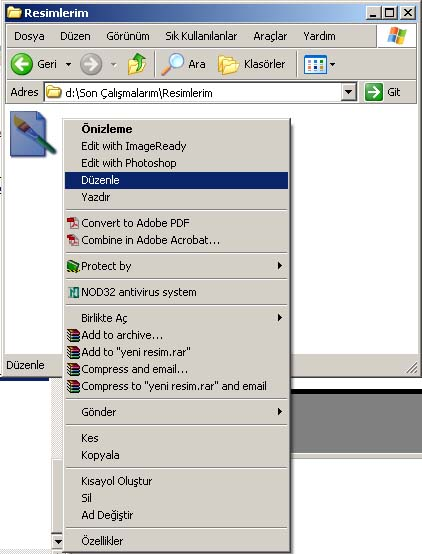 Resimlerim
Dosya Düzen Görünüm Sık Kullanılanlar Araçlar Yardım
Geri Ara Klasörler
Adres d:\Son Çalışmalarım\Resimlerim Git
Önizleme
Edit with ImageReady
Edit with Photoshop
Düzenle
Yazdır
Convert to Adobe PDF
Combine in Adobe Acrobat...
Protect by
NOD32 antivirus system
Birlikte Aç
Add to archive...
Add to "yeni resim.rar"
Compress and email...
Compress to "yeni resim.rar" and email
Düzenle
Gönder
Kes
Kopyala
Kısayol Oluştur
Sil
Ad Değiştir
Özellikler